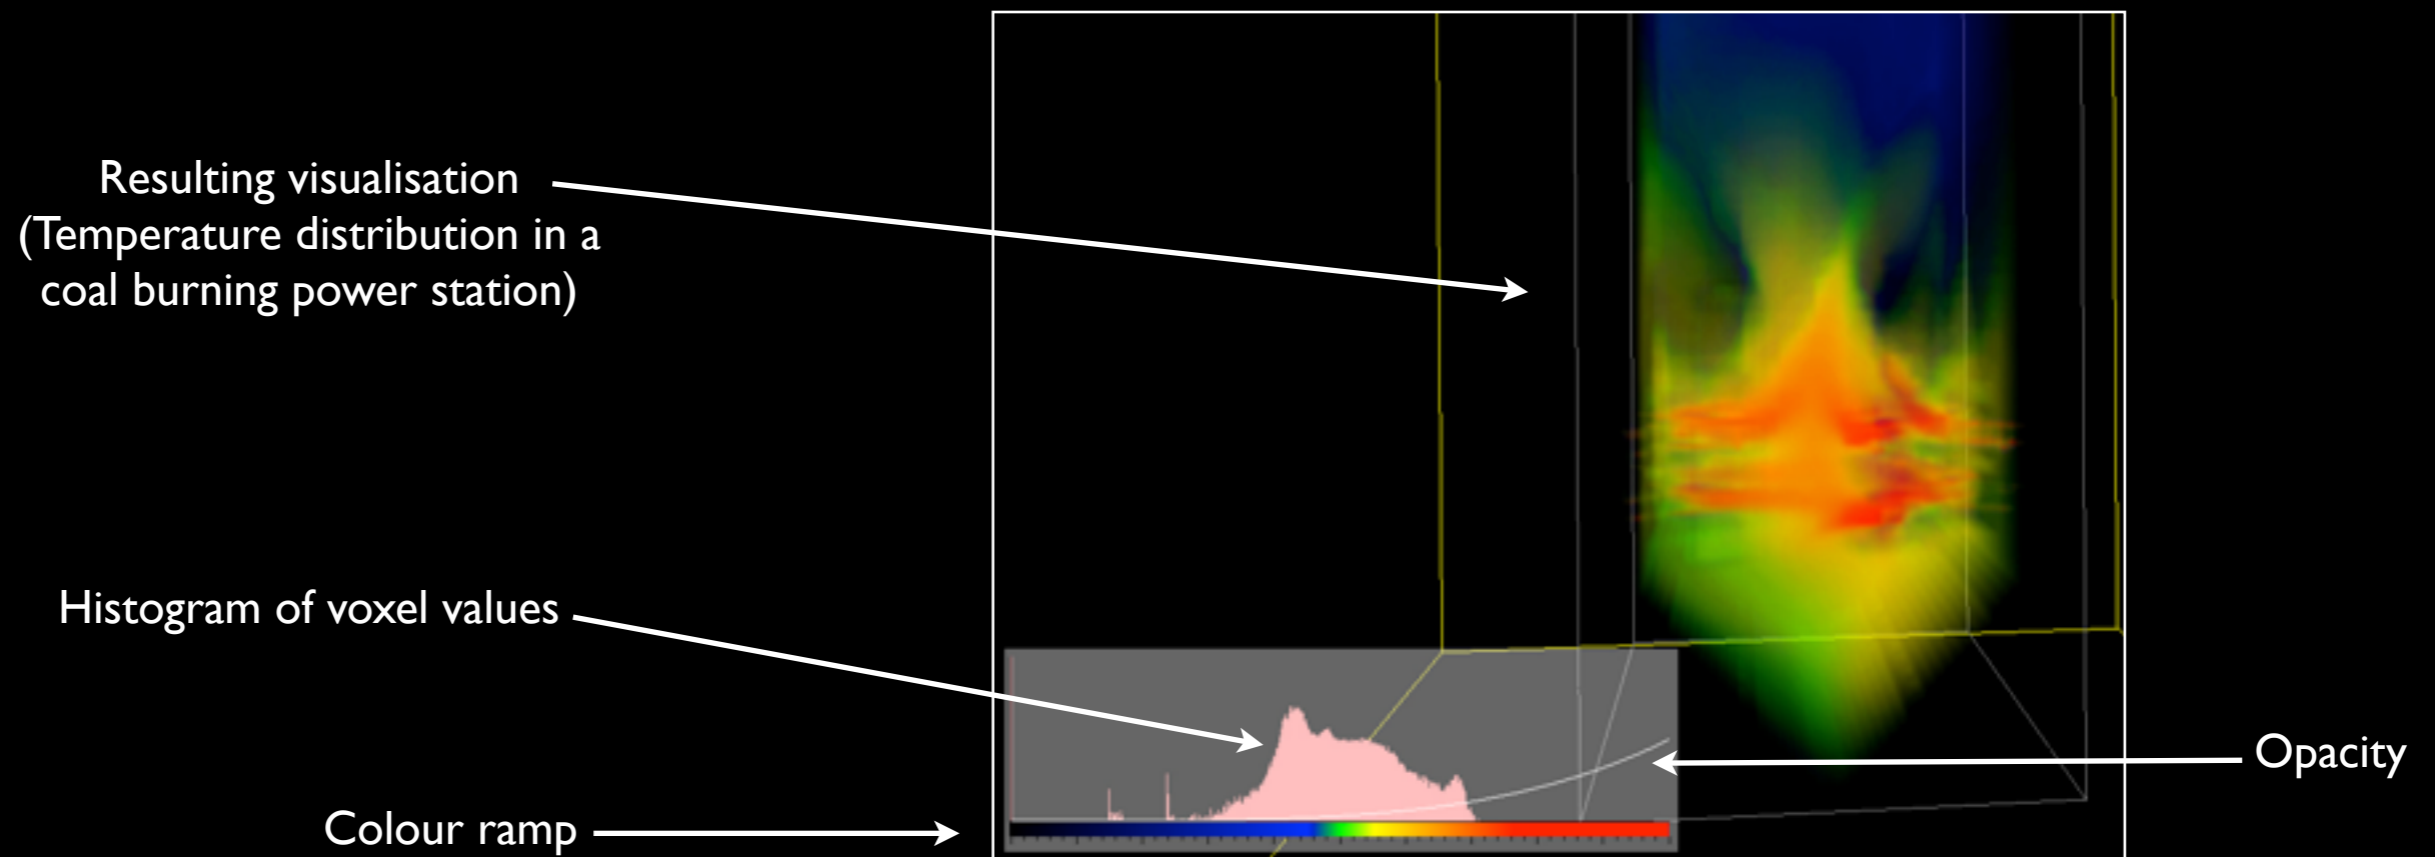 Resulting visualisation
(Temperature distribution in a
coal burning power station)
Histogram of voxel values
Opacity
Colour ramp